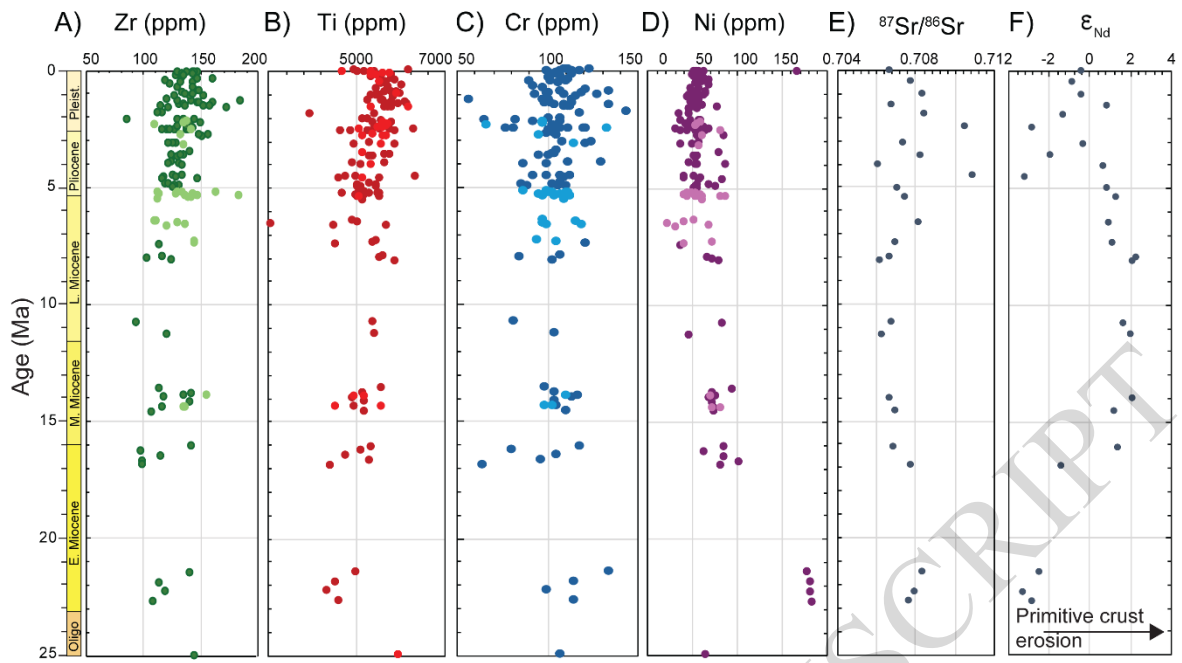 A) Zr (ppm) B) Ti (ppm) C) Cr (ppm) D) Ni (ppm) E) ⁸⁷Sr/⁸⁶Sr F) εNd
50 100 150 200 5000 7000 50 100 150 0 50 100 150 0.704 0.708 0.712 -2 0 2 4
0
Pleist.
Pliocene
5
L. Miocene
10
Age (Ma)
M. Miocene
15
E. Miocene
20
Oligo
25
Primitive crust
erosion
SCRIPT